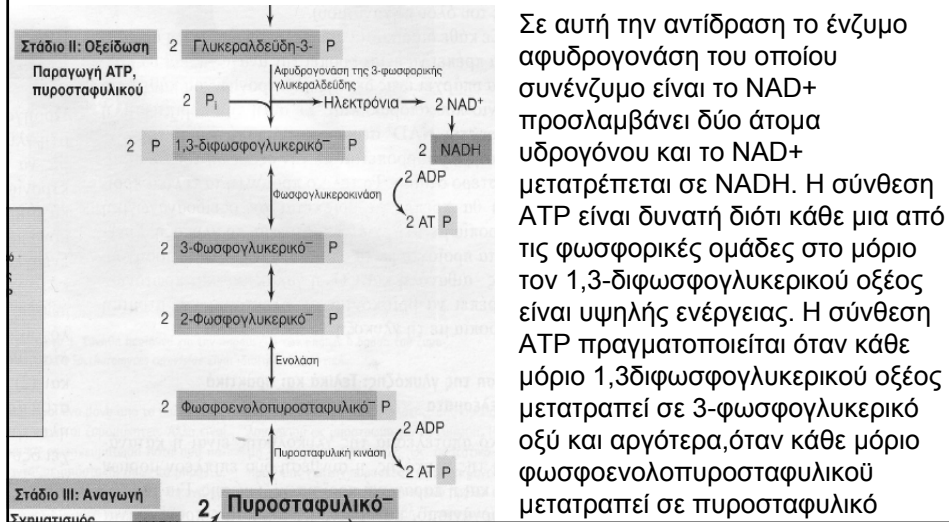 Στάδιο II: Οξείδωση
Παραγωγή ATP,
πυροσταφυλικού
2 Γλυκεραλδεΰδη-3- P
Αφυδρογονάση της 3-φωσφορικής
γλυκεραλδεΰδης
2 Pi Ηλεκτρόνια 2 NAD+
2 P 1,3-διφωσφογλυκερικό– P
2 NADH
2 ADP
Φωσφογλυκεροκινάση
2 AT P
2 3-Φωσφογλυκερικό– P
2 2-Φωσφογλυκερικό– P
Ενολάση
2 Φωσφοενολοπυροσταφυλικό– P
2 ADP
Πυροσταφυλική κινάση
2 AT P
Στάδιο III: Αναγωγή
2 Πυροσταφυλικό–
Σχηματισμός
Σε αυτή την αντίδραση το ένζυμο
αφυδρογονάση του οποίου
συνένζυμο είναι το NAD+
προσλαμβάνει δύο άτομα
υδρογόνου και το NAD+
μετατρέπεται σε NADH. Η σύνθεση
ATP είναι δυνατή διότι κάθε μια από
τις φωσφορικές ομάδες στο μόριο
τον 1,3-διφωσφογλυκερικού οξέος
είναι υψηλής ενέργειας. Η σύνθεση
ATP πραγματοποιείται όταν κάθε
μόριο 1,3διφωσφογλυκερικού οξέος
μετατραπεί σε 3-φωσφογλυκερικό
οξύ και αργότερα,όταν κάθε μόριο
φωσφοενολοπυροσταφυλικοϋ
μετατραπεί σε πυροσταφυλικό